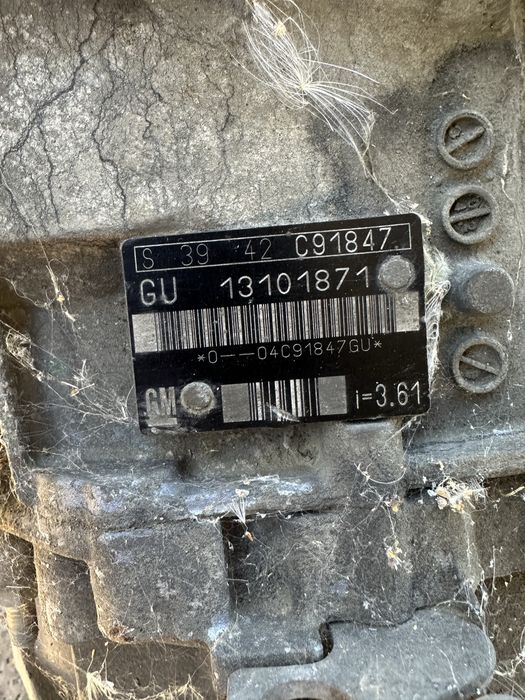 S 39 42 C91847
GU 13101871
*0---04C91847GU*
GM i=3.61